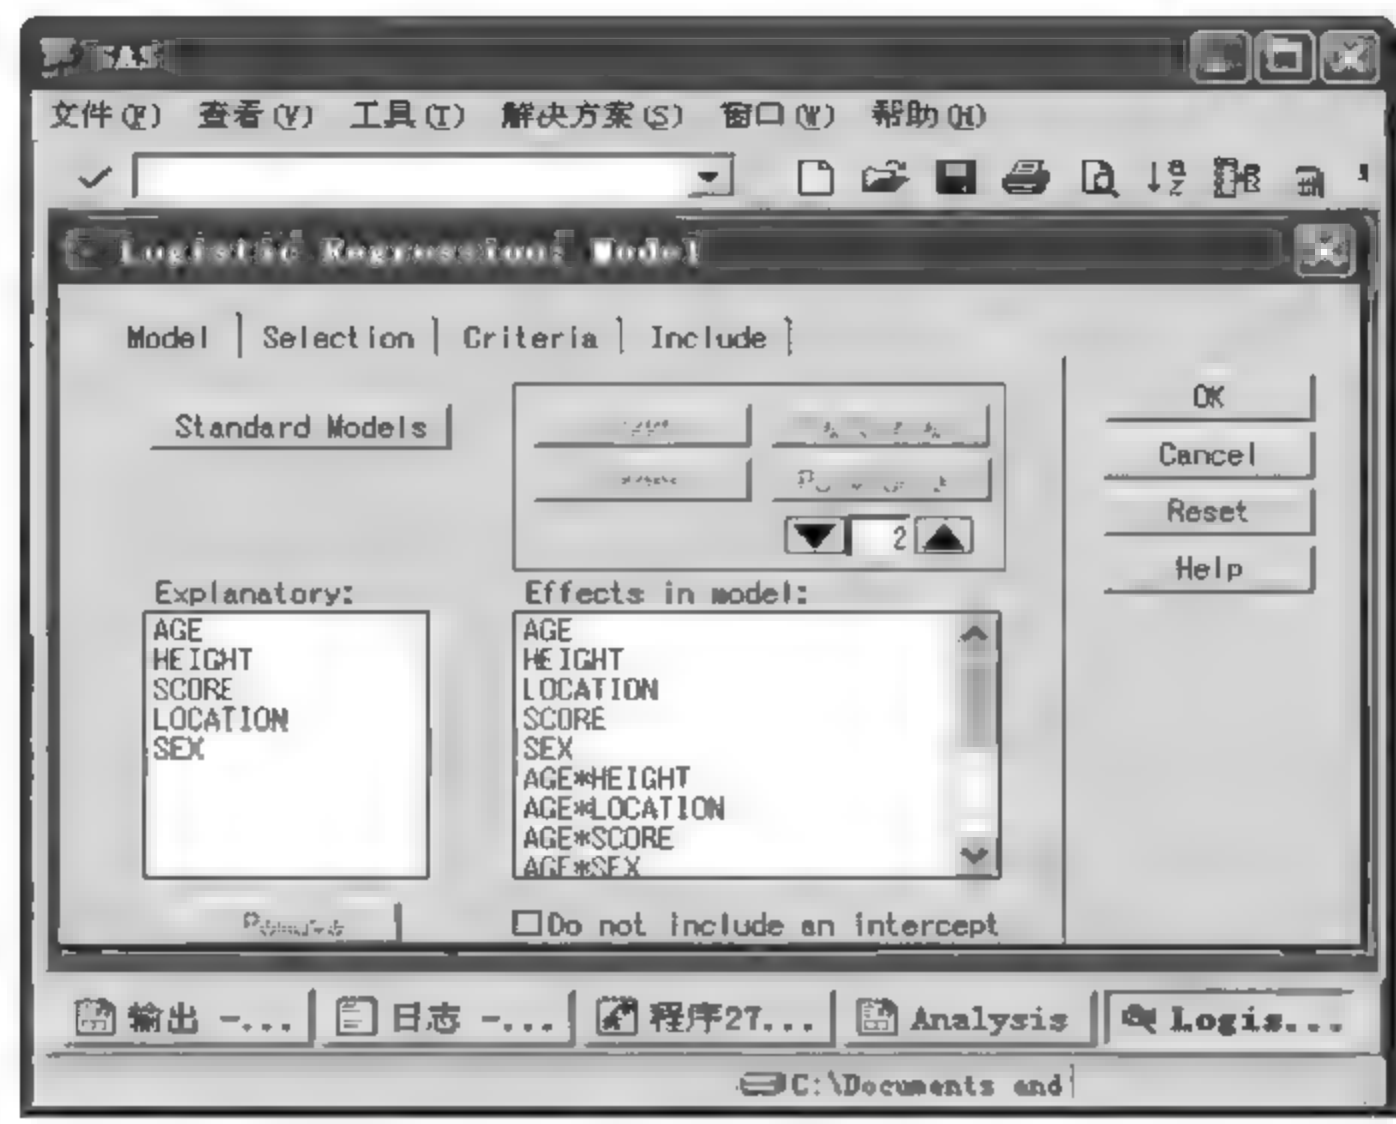 SAS
文件(F) 查看(V) 工具(T) 解决方案(S) 窗口(W) 帮助(H)
Logistic Regression: Model
Model Selection Criteria Include
Standard Models
2
OK
Cancel
Reset
Help
Explanatory:
AGE
HEIGHT
SCORE
LOCATION
SEX
Effects in model:
AGE
HEIGHT
LOCATION
SCORE
SEX
AGE*HEIGHT
AGE*LOCATION
AGE*SCORE
AGE*SEX
Remove
Do not include an intercept
输出 -... 日志 -... 程序27... Analysis Logis...
C:\Documents and